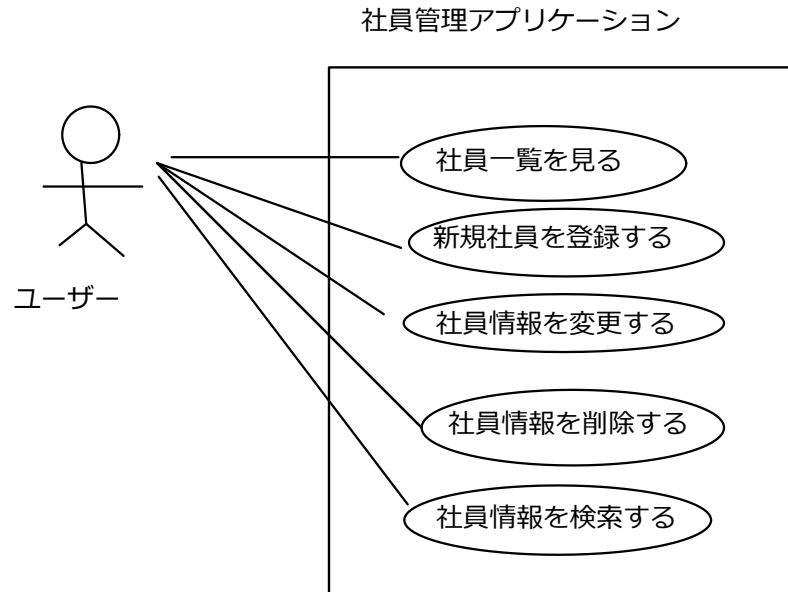 社員管理アプリケーション
社員一覧を見る
新規社員を登録する
ユーザー
社員情報を変更する
社員情報を削除する
社員情報を検索する